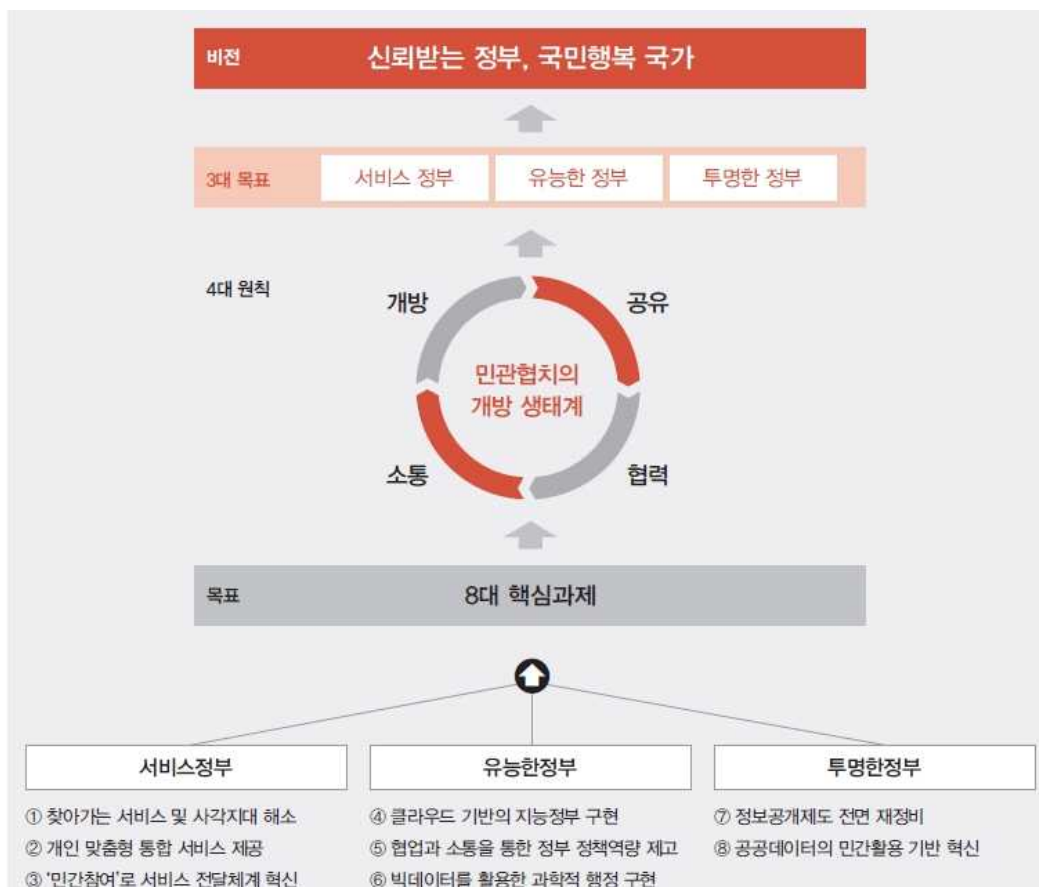 비전
신뢰받는 정부, 국민행복 국가
3대 목표
서비스 정부
유능한 정부
투명한 정부
4대 원칙
개방
공유
민관협치의
개방 생태계
소통
협력
목표
8대 핵심과제
서비스정부
① 찾아가는 서비스 및 사각지대 해소
② 개인 맞춤형 통합 서비스 제공
③ '민간참여'로 서비스 전달체계 혁신
유능한정부
④ 클라우드 기반의 지능정부 구현
⑤ 협업과 소통을 통한 정부 정책역량 제고
⑥ 빅데이터를 활용한 과학적 행정 구현
투명한정부
⑦ 정보공개제도 전면 재정비
⑧ 공공데이터의 민간활용 기반 혁신